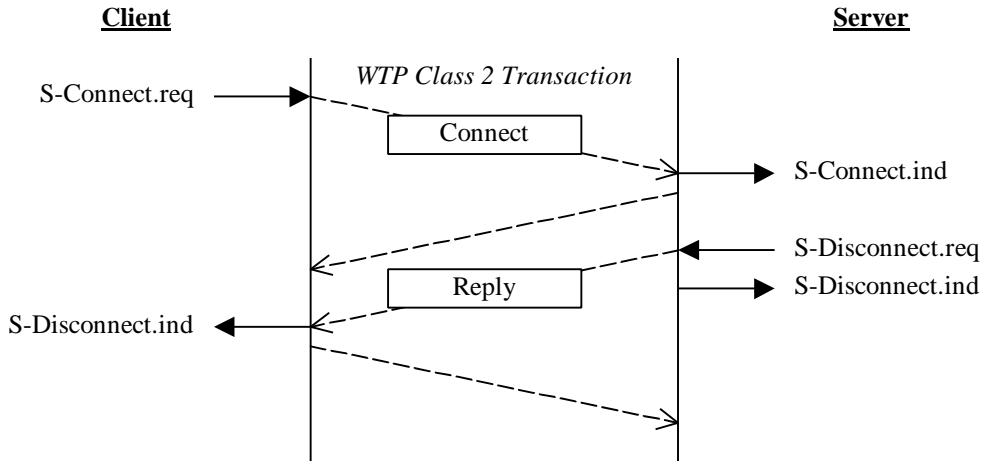 Client
Server
WTP Class 2 Transaction
S-Connect.req
Connect
S-Connect.ind
S-Disconnect.req
Reply
S-Disconnect.ind
S-Disconnect.ind